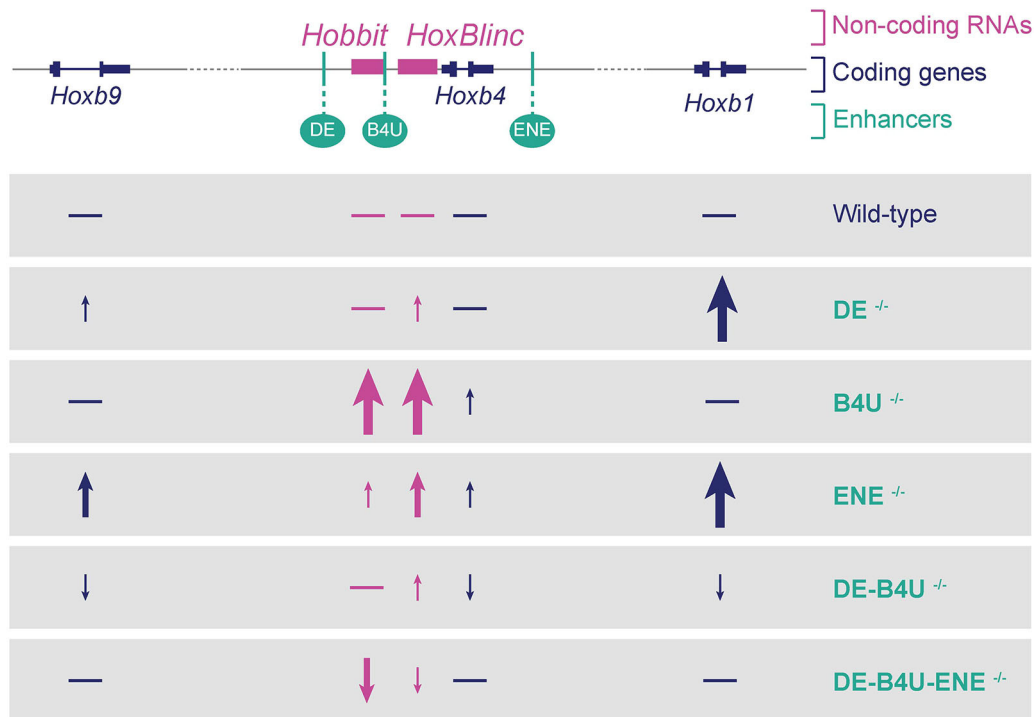 Hobbit HoxBlinc Non-coding RNAs
Hoxb9 Hoxb4 Hoxb1 Coding genes
DE B4U ENE Enhancers
Wild-type
DE -/-
B4U -/-
ENE -/-
DE-B4U -/-
DE-B4U-ENE -/-